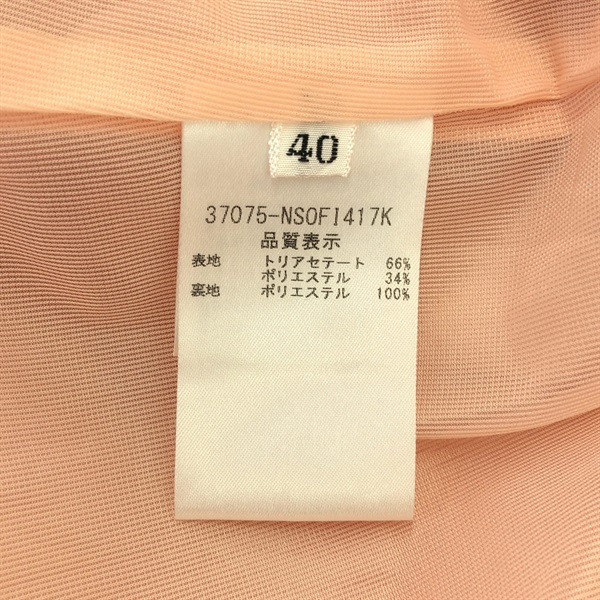 40
37075-NSOFI417K
品質表示
表地 トリアセテート 66%
ポリエステル 34%
裏地 ポリエステル 100%